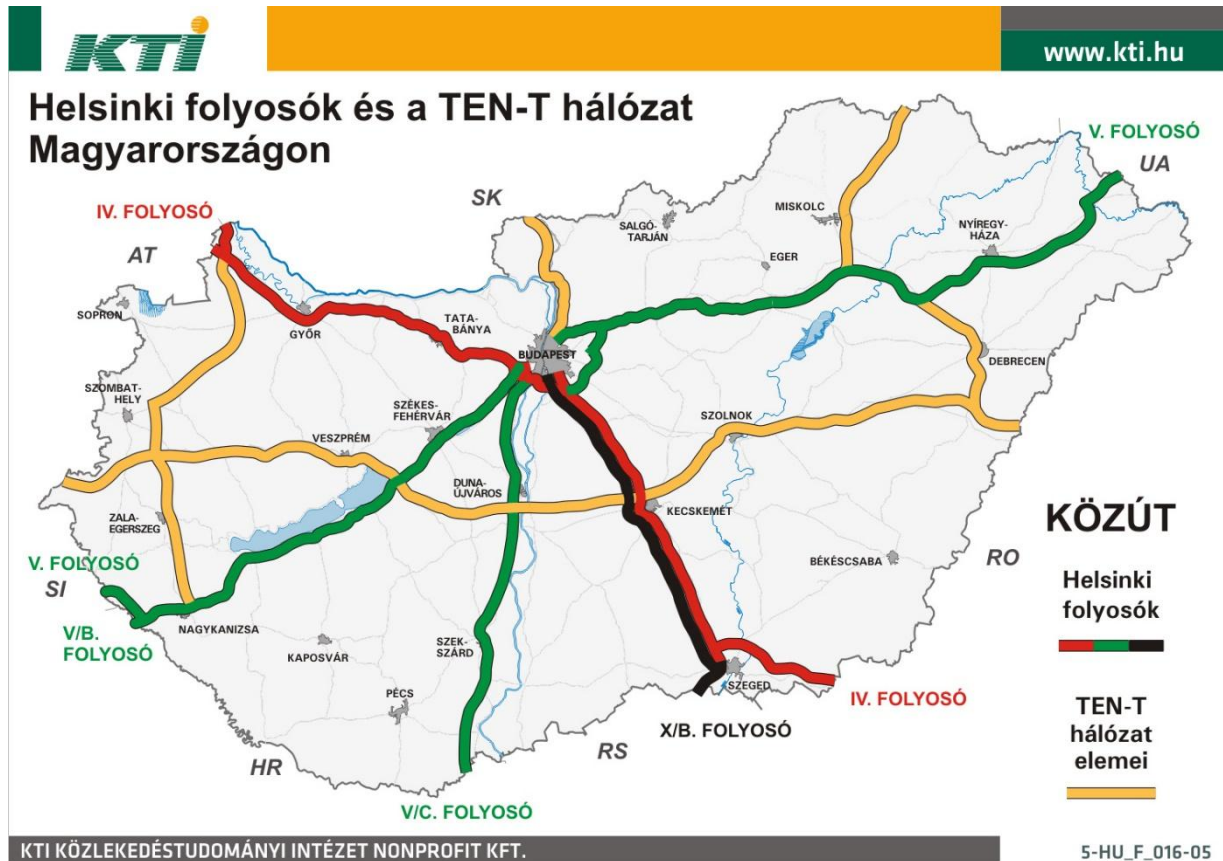 KTI
www.kti.hu
Helsinki folyosók és a TEN-T hálózat
Magyarországon
V. FOLYOSÓ
UA
SK
IV. FOLYOSÓ
AT
SALGÓ-
TARJÁN
MISKOLC
NYÍREGY-
HÁZA
EGER
SOPRON
GYŐR
TATA-
BÁNYA
BUDAPEST
DEBRECEN
SZOMBAT-
HELY
SZÉKES-
FEHÉRVÁR
SZOLNOK
VESZPRÉM
DUNA-
ÚJVÁROS
KECSKEMÉT
ZALA-
EGERSZEG
BÉKÉSCSABA
RO
V. FOLYOSÓ
SI
V/B.
FOLYOSÓ
NAGYKANIZSA
KAPOSVÁR
SZEK-
SZÁRD
PÉCS
SZEGED
IV. FOLYOSÓ
X/B. FOLYOSÓ
RS
HR
V/C. FOLYOSÓ
KÖZÚT
Helsinki
folyosók
TEN-T
hálózat
elemei
KTI KÖZLEKEDÉSTUDOMÁNYI INTÉZET NONPROFIT KFT.
5-HU_F_016-05